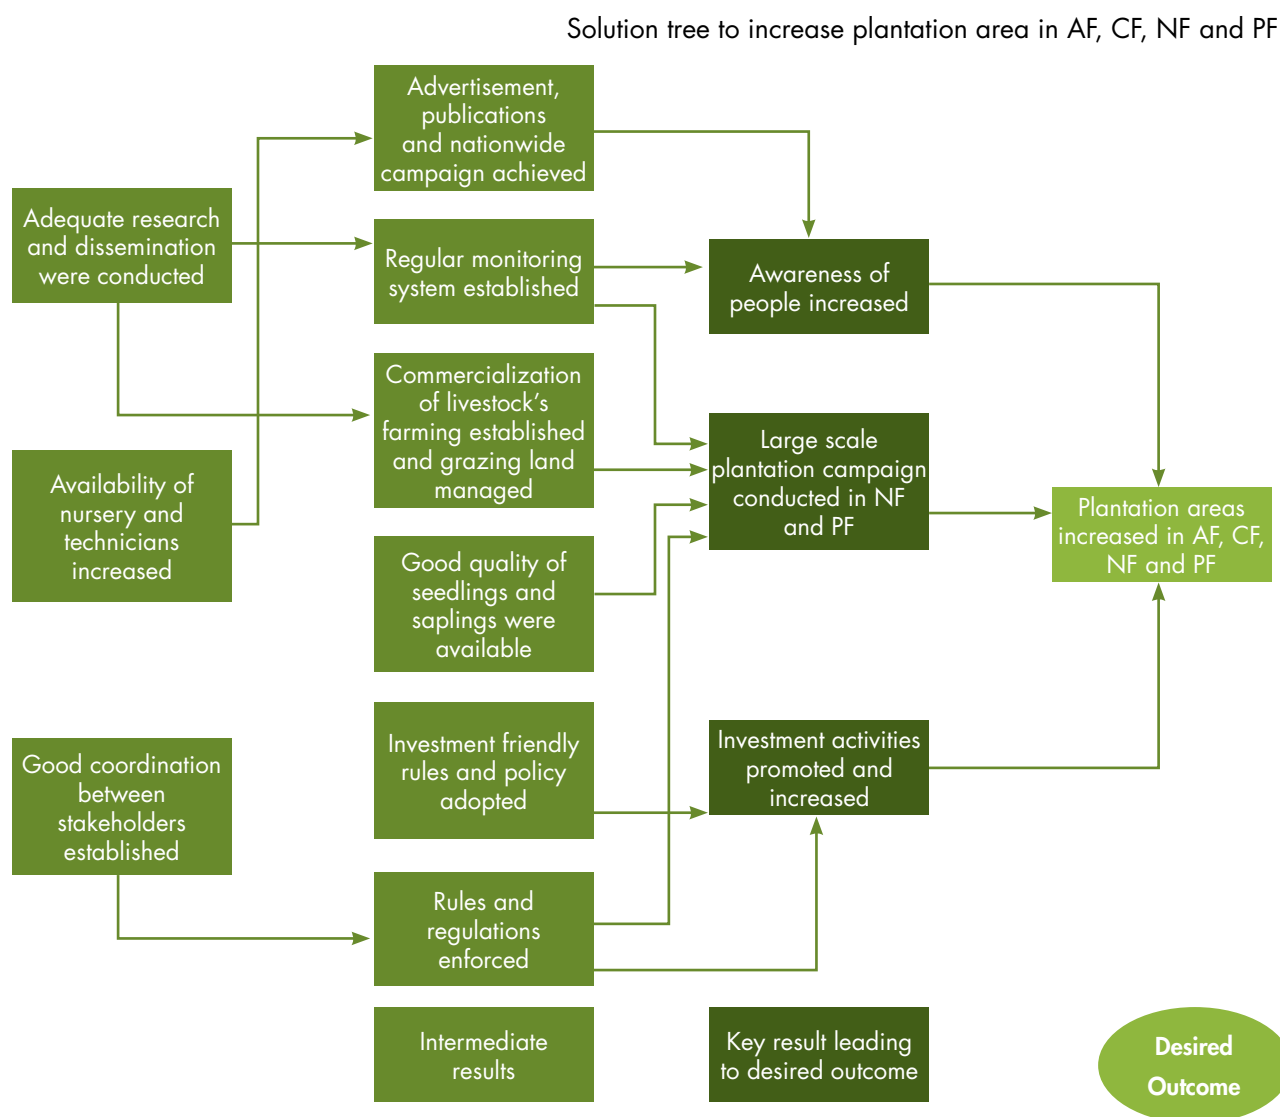 Solution tree to increase plantation area in AF, CF, NF and PF
Adequate research
and dissemination
were conducted
Availability of
nursery and
technicians
increased
Good coordination
between
stakeholders
established
Advertisement,
publications
and nationwide
campaign achieved
Regular monitoring
system established
Commercialization
of livestock’s
farming established
and grazing land
managed
Good quality of
seedlings and
saplings were
available
Investment friendly
rules and policy
adopted
Rules and
regulations
enforced
Intermediate
results
Awareness of
people increased
Large scale
plantation campaign
conducted in NF
and PF
Investment activities
promoted and
increased
Key result leading
to desired outcome
Plantation areas
increased in AF, CF,
NF and PF
Desired
Outcome